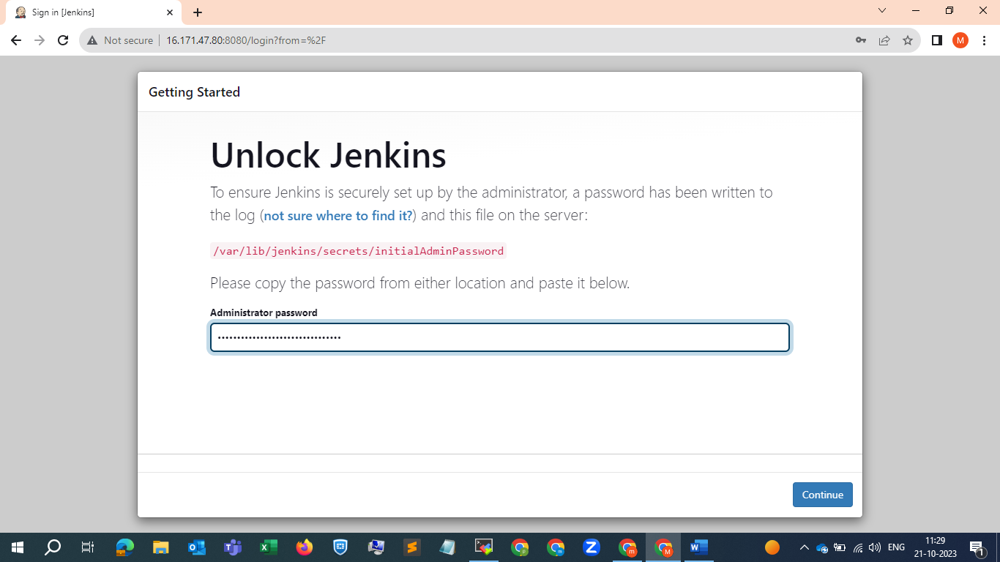 Sign in [Jenkins]
Not secure 16.171.47.80:8080/login?from=%2F
M
Getting Started
Unlock Jenkins
To ensure Jenkins is securely set up by the administrator, a password has been written to
the log (not sure where to find it?) and this file on the server:
/var/lib/jenkins/secrets/initialAdminPassword
Please copy the password from either location and paste it below.
Administrator password
Continue
ENG
11:29
21-10-2023
1